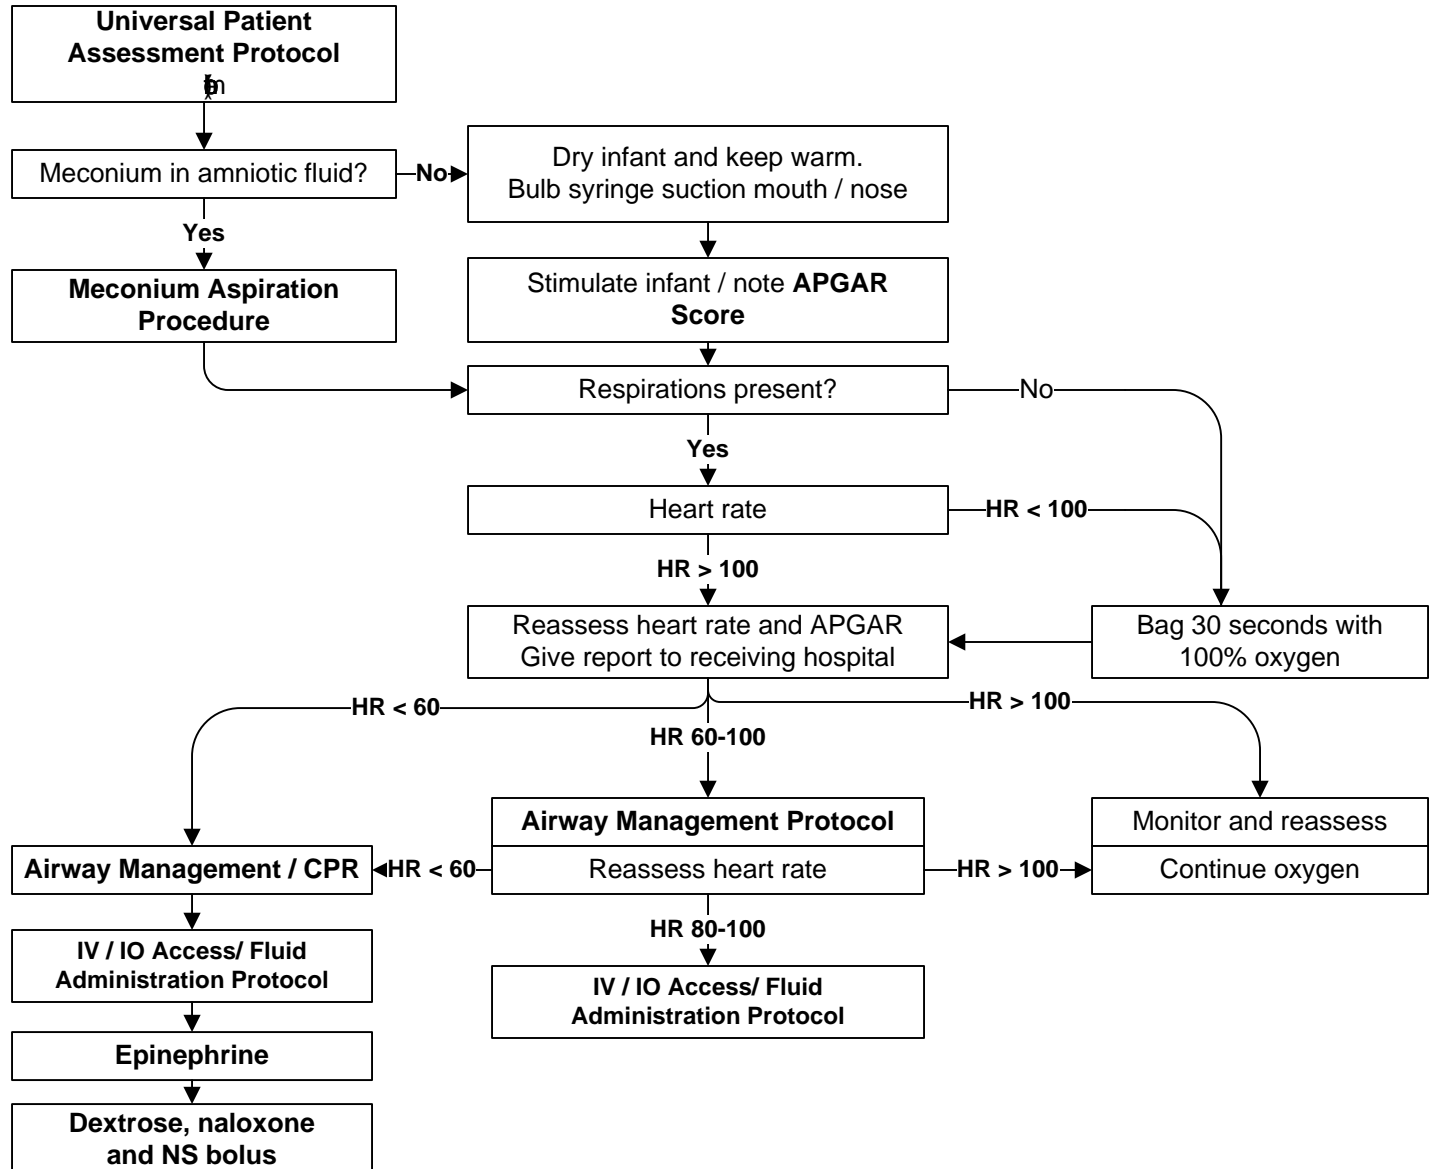 Universal Patient
Assessment Protocol
Meconium in amniotic fluid?
No
Dry infant and keep warm.
Bulb syringe suction mouth / nose
Yes
Meconium Aspiration
Procedure
Stimulate infant / note APGAR
Score
Respirations present?
No
Yes
Heart rate
HR < 100
HR > 100
Reassess heart rate and APGAR
Give report to receiving hospital
Bag 30 seconds with
100% oxygen
HR < 60
HR 60-100
HR > 100
Airway Management Protocol
Reassess heart rate
Monitor and reassess
Continue oxygen
Airway Management / CPR
HR < 60
HR > 100
HR 80-100
IV / IO Access/ Fluid
Administration Protocol
IV / IO Access/ Fluid
Administration Protocol
Epinephrine
Dextrose, naloxone
and NS bolus